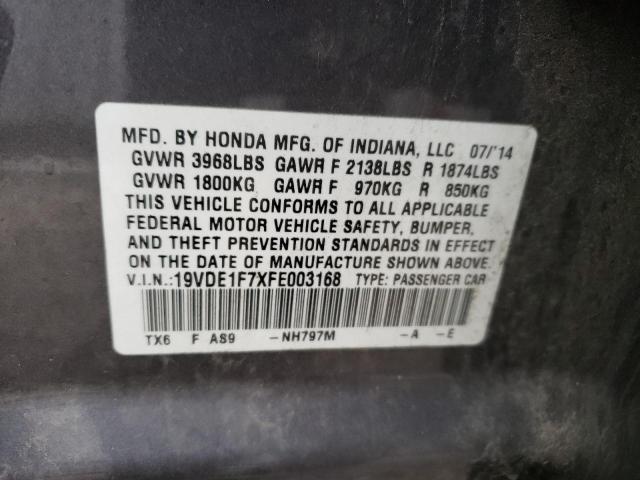 MFD. BY HONDA MFG. OF INDIANA, LLC 07/'14
GVWR 3968LBS GAWR F 2138LBS R 1874LBS
GVWR 1800KG GAWR F 970KG R 850KG
THIS VEHICLE CONFORMS TO ALL APPLICABLE
FEDERAL MOTOR VEHICLE SAFETY, BUMPER,
AND THEFT PREVENTION STANDARDS IN EFFECT
ON THE DATE OF MANUFACTURE SHOWN ABOVE.
V.I.N.:19VDE1F7XFE003168 TYPE: PASSENGER CAR
TX6 F AS9 -NH797M -A -E